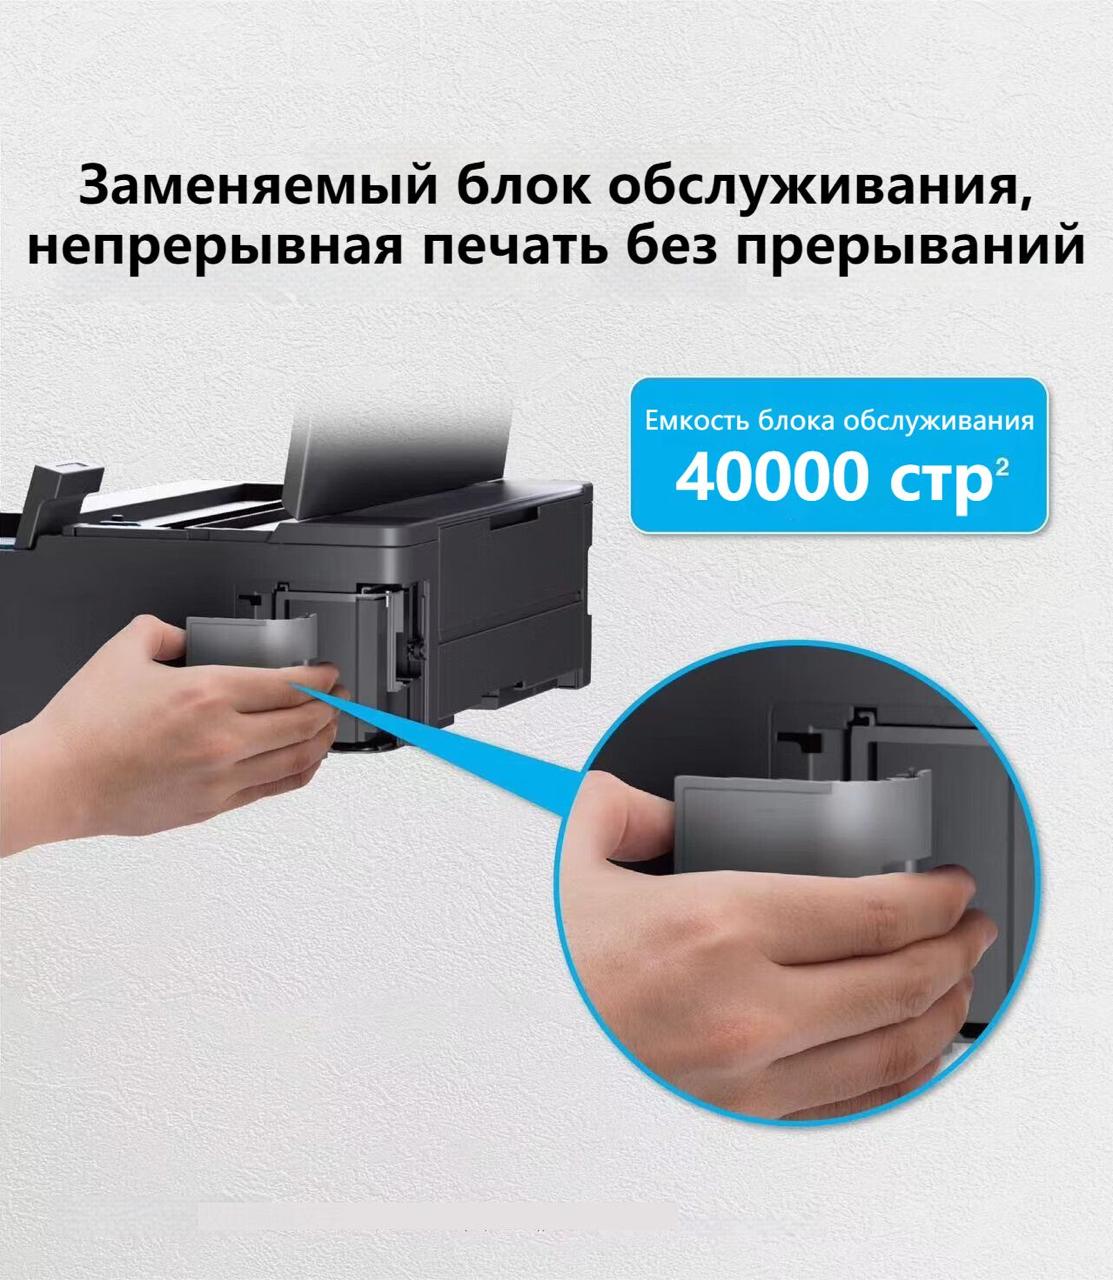 Заменяемый блок обслуживания,
непрерывная печать без прерываний
Емкость блока обслуживания
40000 стр²